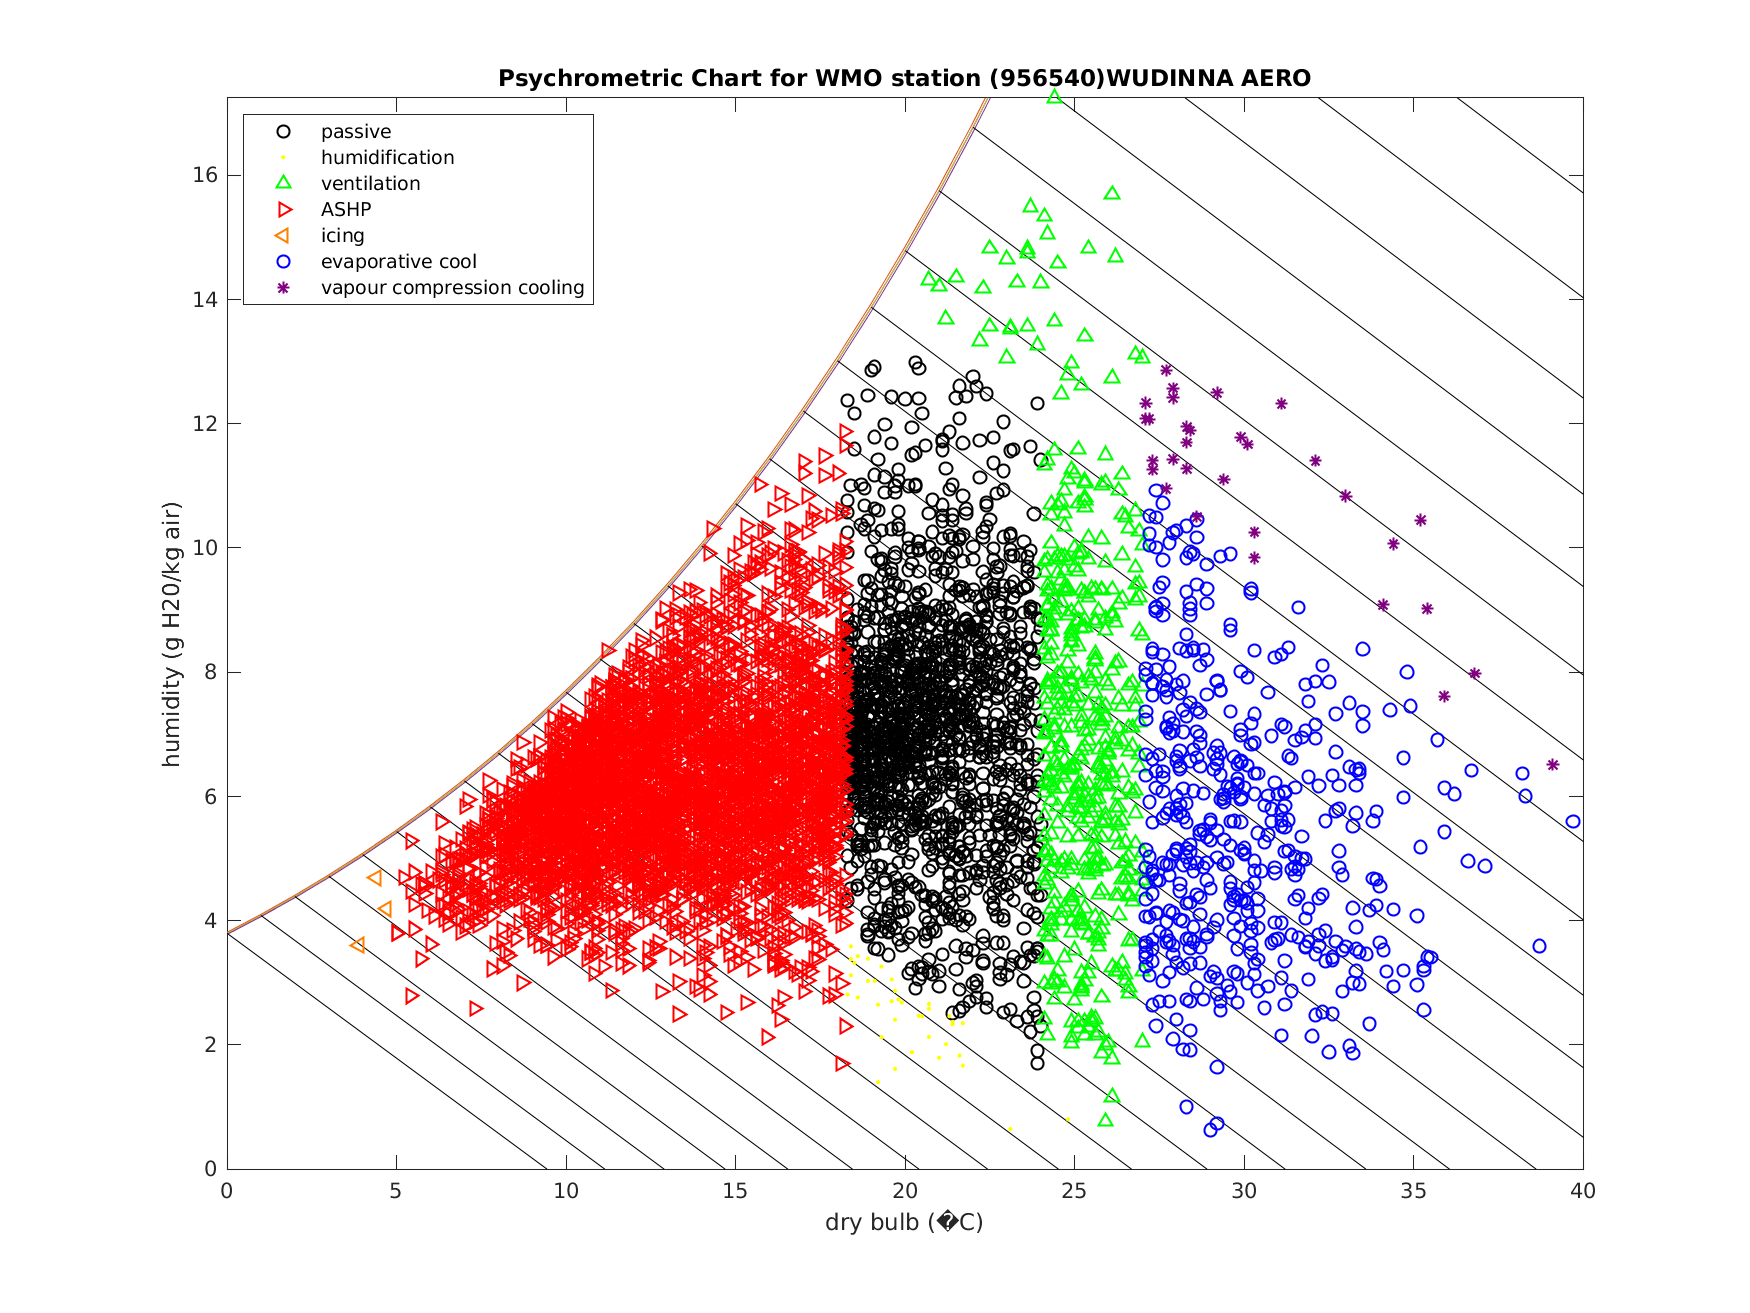 Psychrometric Chart for WMO station (956540)WUDINNA AERO
passive
humidification
ventilation
ASHP
icing
evaporative cool
vapour compression cooling
humidity (g H20/kg air)
16
14
12
10
8
6
4
2
0
0 5 10 15 20 25 30 35 40
dry bulb (�C)